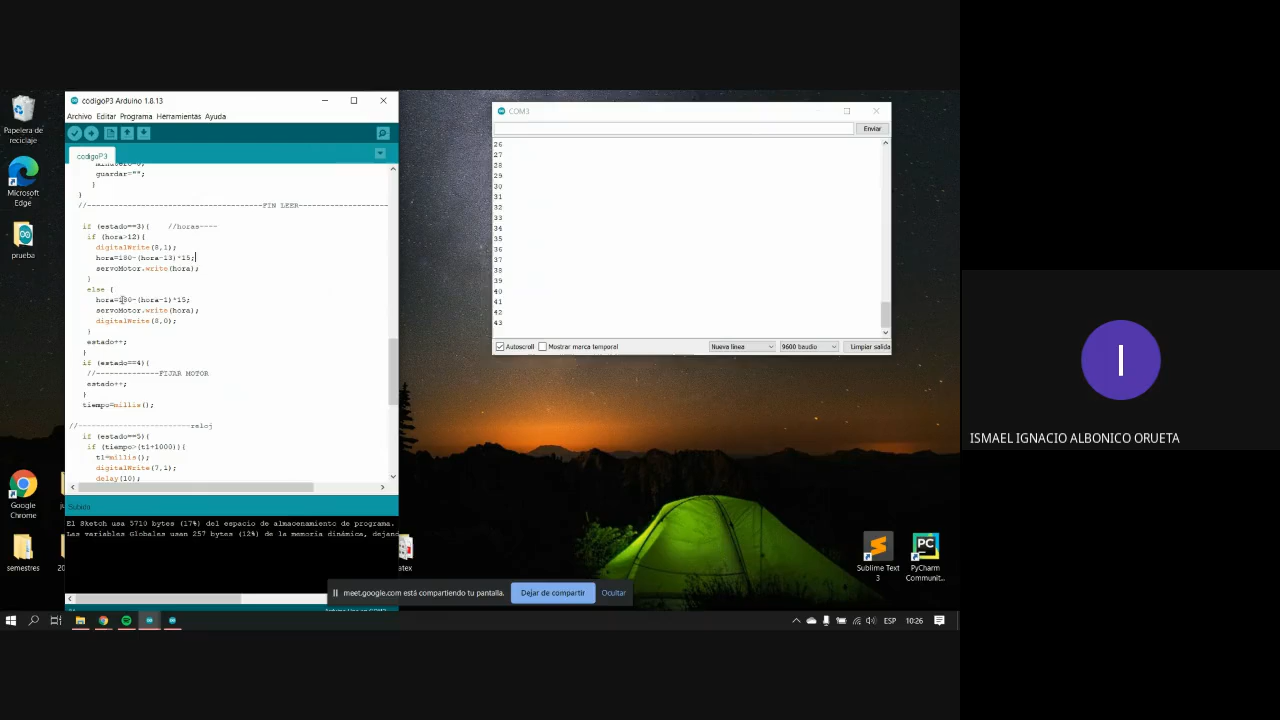 codigoP3 Arduino 1.8.13
Archivo Editar Programa Herramientas Ayuda
codigoP3
guardar="";
}
}
//----------------------------------------FIN LEER--------------------
if (estado==3){ //horas----
if (hora>12){
digitalWrite(8,1);
hora=180-(hora-13)*15;
servoMotor.write(hora);
}
else {
hora=180-(hora-1)*15;
servoMotor.write(hora);
digitalWrite(8,0);
}
estado++;
}
if (estado==4){
//--------------FIJAR MOTOR
estado++;
}
tiempo=millis();
//--------------------------reloj
if (estado==5){
if (tiempo>(t1+1000)){
t1=millis();
digitalWrite(7,1);
delay(10);
Subido
El Sketch usa 5710 bytes (17%) del espacio de almacenamiento de programa.
Las variables Globales usan 257 bytes (12%) de la memoria dinámica, dejand
COM3
Enviar
26
27
28
29
30
31
32
33
34
35
36
37
38
39
40
41
42
43
Autoscroll
Mostrar marca temporal
Nueva línea
9600 baudio
Limpiar salida
Papelera de
reciclaje
Microsoft
Edge
prueba
Google
Chrome
semestres
20
atex
Sublime Text
3
PyCharm
Communit...
meet.google.com está compartiendo tu pantalla.
Dejar de compartir
Ocultar
ESP
10:26
I
ISMAEL IGNACIO ALBONICO ORUETA